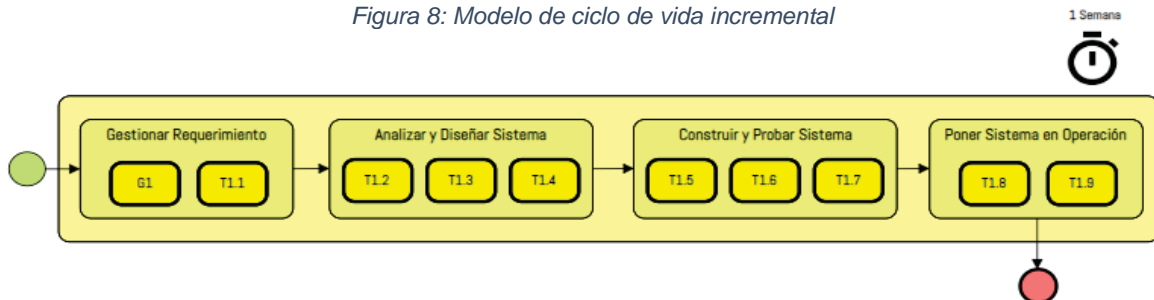 Figura 8: Modelo de ciclo de vida incremental
1 Semana
Gestionar Requerimiento
G1
T1.1
Analizar y Diseñar Sistema
T1.2
T1.3
T1.4
Construir y Probar Sistema
T1.5
T1.6
T1.7
Poner Sistema en Operación
T1.8
T1.9